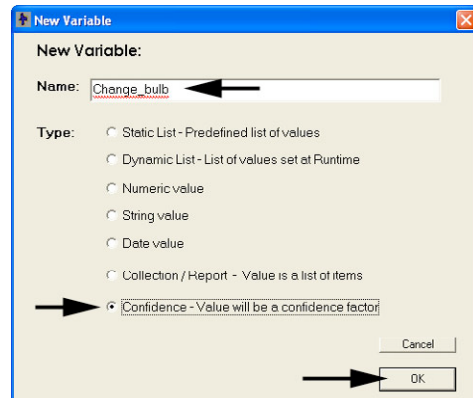 New Variable
New Variable:
Name: Change_bulb
Type:
Static List - Predefined list of values
Dynamic List - List of values set at Runtime
Numeric value
String value
Date value
Collection / Report - Value is a list of items
Confidence - Value will be a confidence factor
Cancel
OK